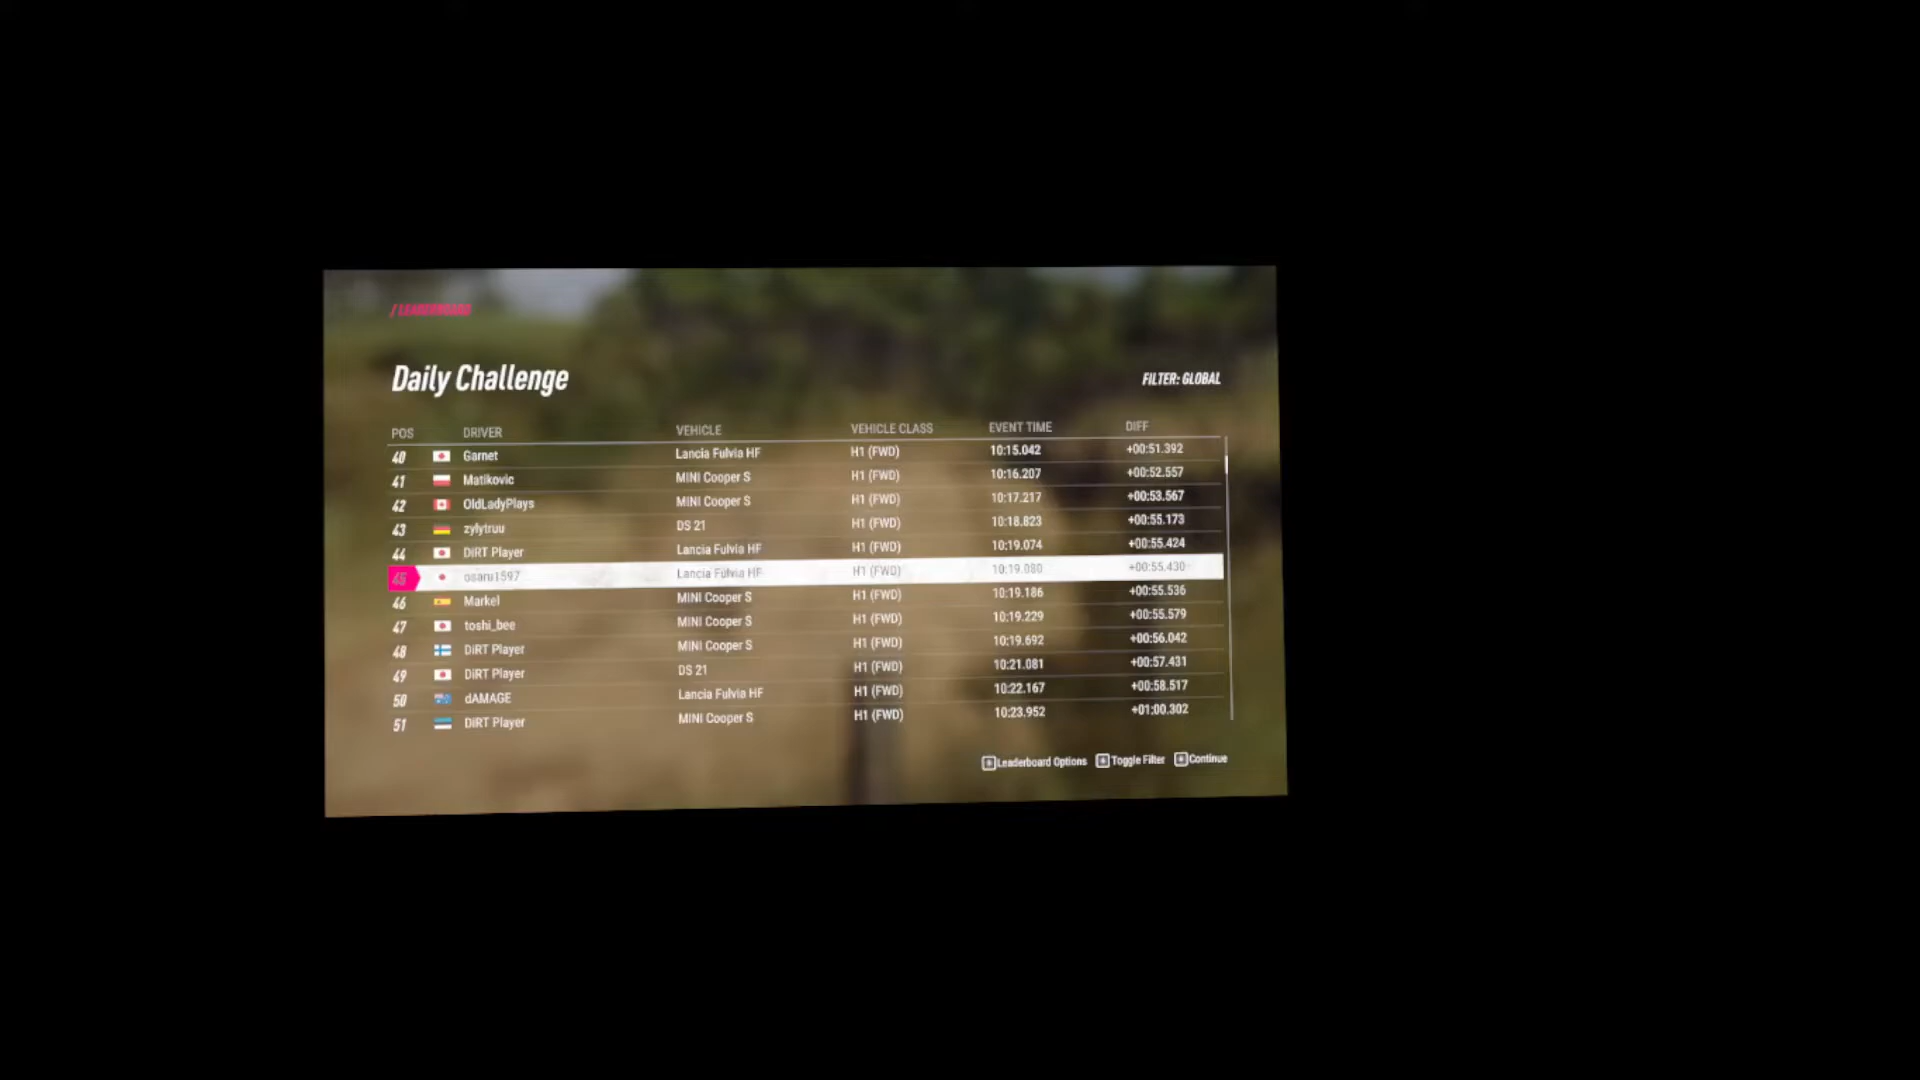 / LEADERBOARD
Daily Challenge
FILTER: GLOBAL
POS DRIVER VEHICLE VEHICLE CLASS EVENT TIME DIFF
40 Garnet Lancia Fulvia HF H1 (FWD) 10:15.042 +00:51.392
41 Matikovic MINI Cooper S H1 (FWD) 10:16.207 +00:52.557
42 OldLadyPlays MINI Cooper S H1 (FWD) 10:17.217 +00:53.567
43 zylytruu DS 21 H1 (FWD) 10:18.823 +00:55.173
44 DiRT Player Lancia Fulvia HF H1 (FWD) 10:19.074 +00:55.424
45 osaru1597 Lancia Fulvia HF H1 (FWD) 10:19.080 +00:55.430
46 Markel MINI Cooper S H1 (FWD) 10:19.186 +00:55.536
47 toshi_bee MINI Cooper S H1 (FWD) 10:19.229 +00:55.579
48 DiRT Player MINI Cooper S H1 (FWD) 10:19.692 +00:56.042
49 DiRT Player DS 21 H1 (FWD) 10:21.081 +00:57.431
50 dAMAGE Lancia Fulvia HF H1 (FWD) 10:22.167 +00:58.517
51 DiRT Player MINI Cooper S H1 (FWD) 10:23.952 +01:00.302
Leaderboard Options Toggle Filter Continue